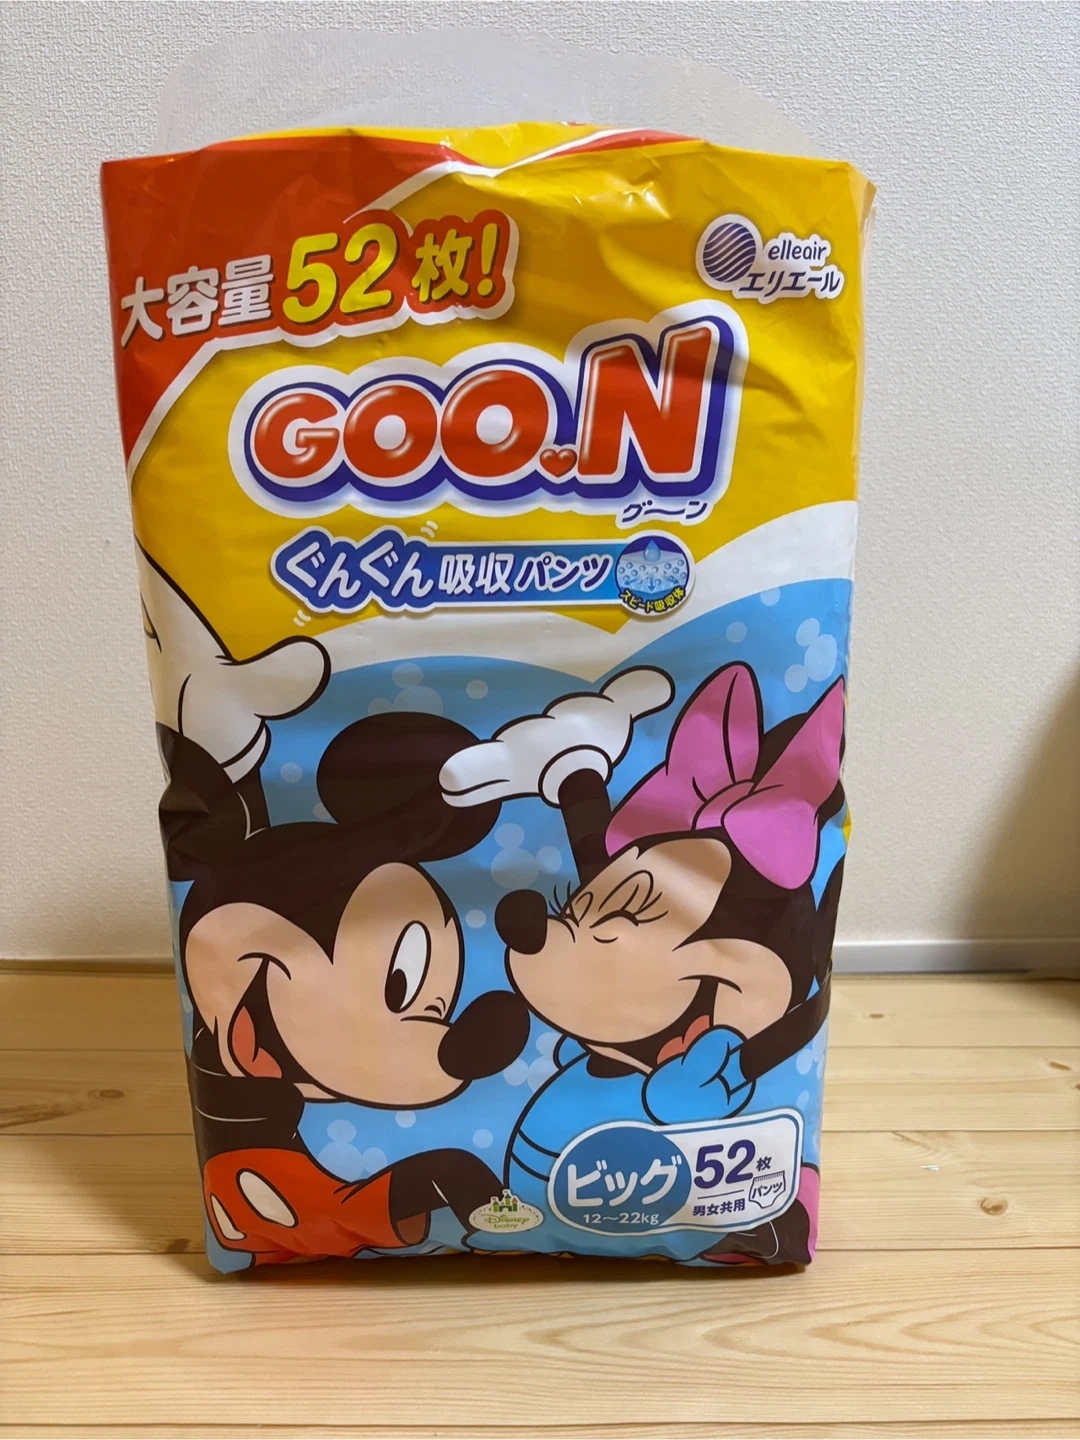 大容量52枚!
elleair
エリエール
GOO.N
グ〜ン
ぐんぐん吸収パンツ
スピード吸収体
ビッグ
12〜22kg
52枚
男女共用
パンツ
Disney
baby